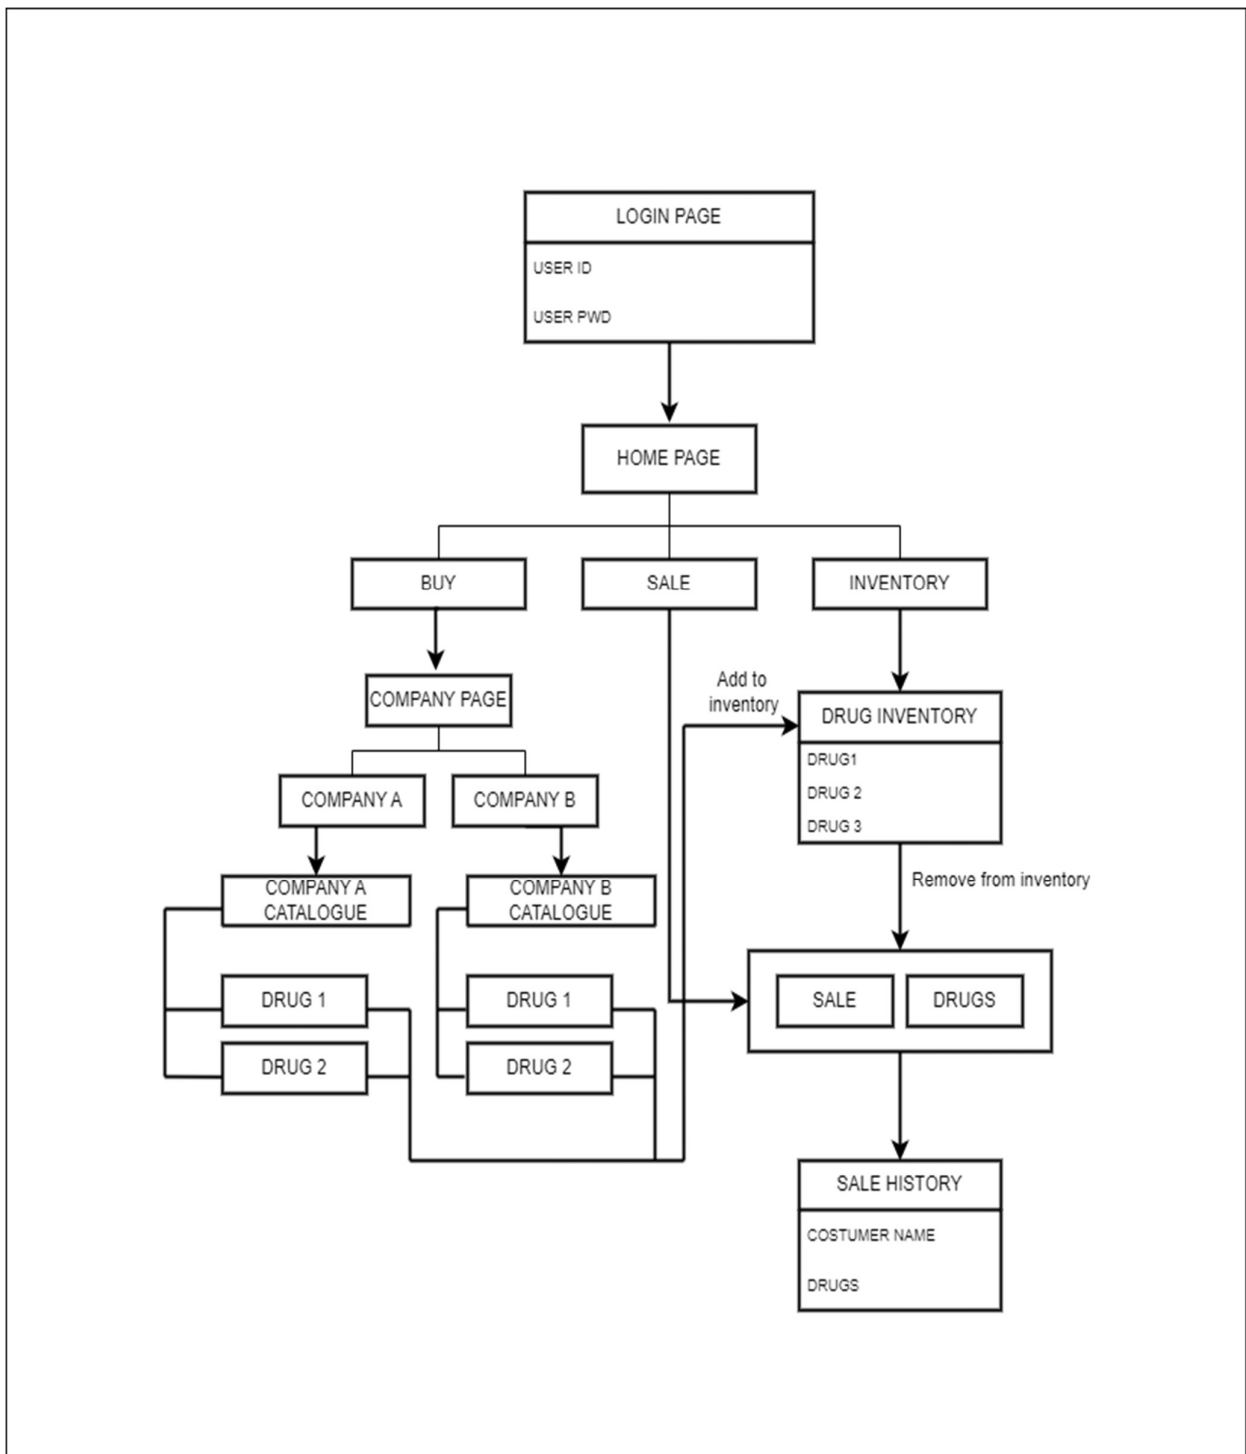 LOGIN PAGE
USER ID
USER PWD
HOME PAGE
BUY
SALE
INVENTORY
COMPANY PAGE
Add to
inventory
DRUG INVENTORY
DRUG1
DRUG 2
DRUG 3
COMPANY A
COMPANY B
COMPANY A
CATALOGUE
COMPANY B
CATALOGUE
Remove from inventory
DRUG 1
DRUG 2
DRUG 1
DRUG 2
SALE
DRUGS
SALE HISTORY
COSTUMER NAME
DRUGS